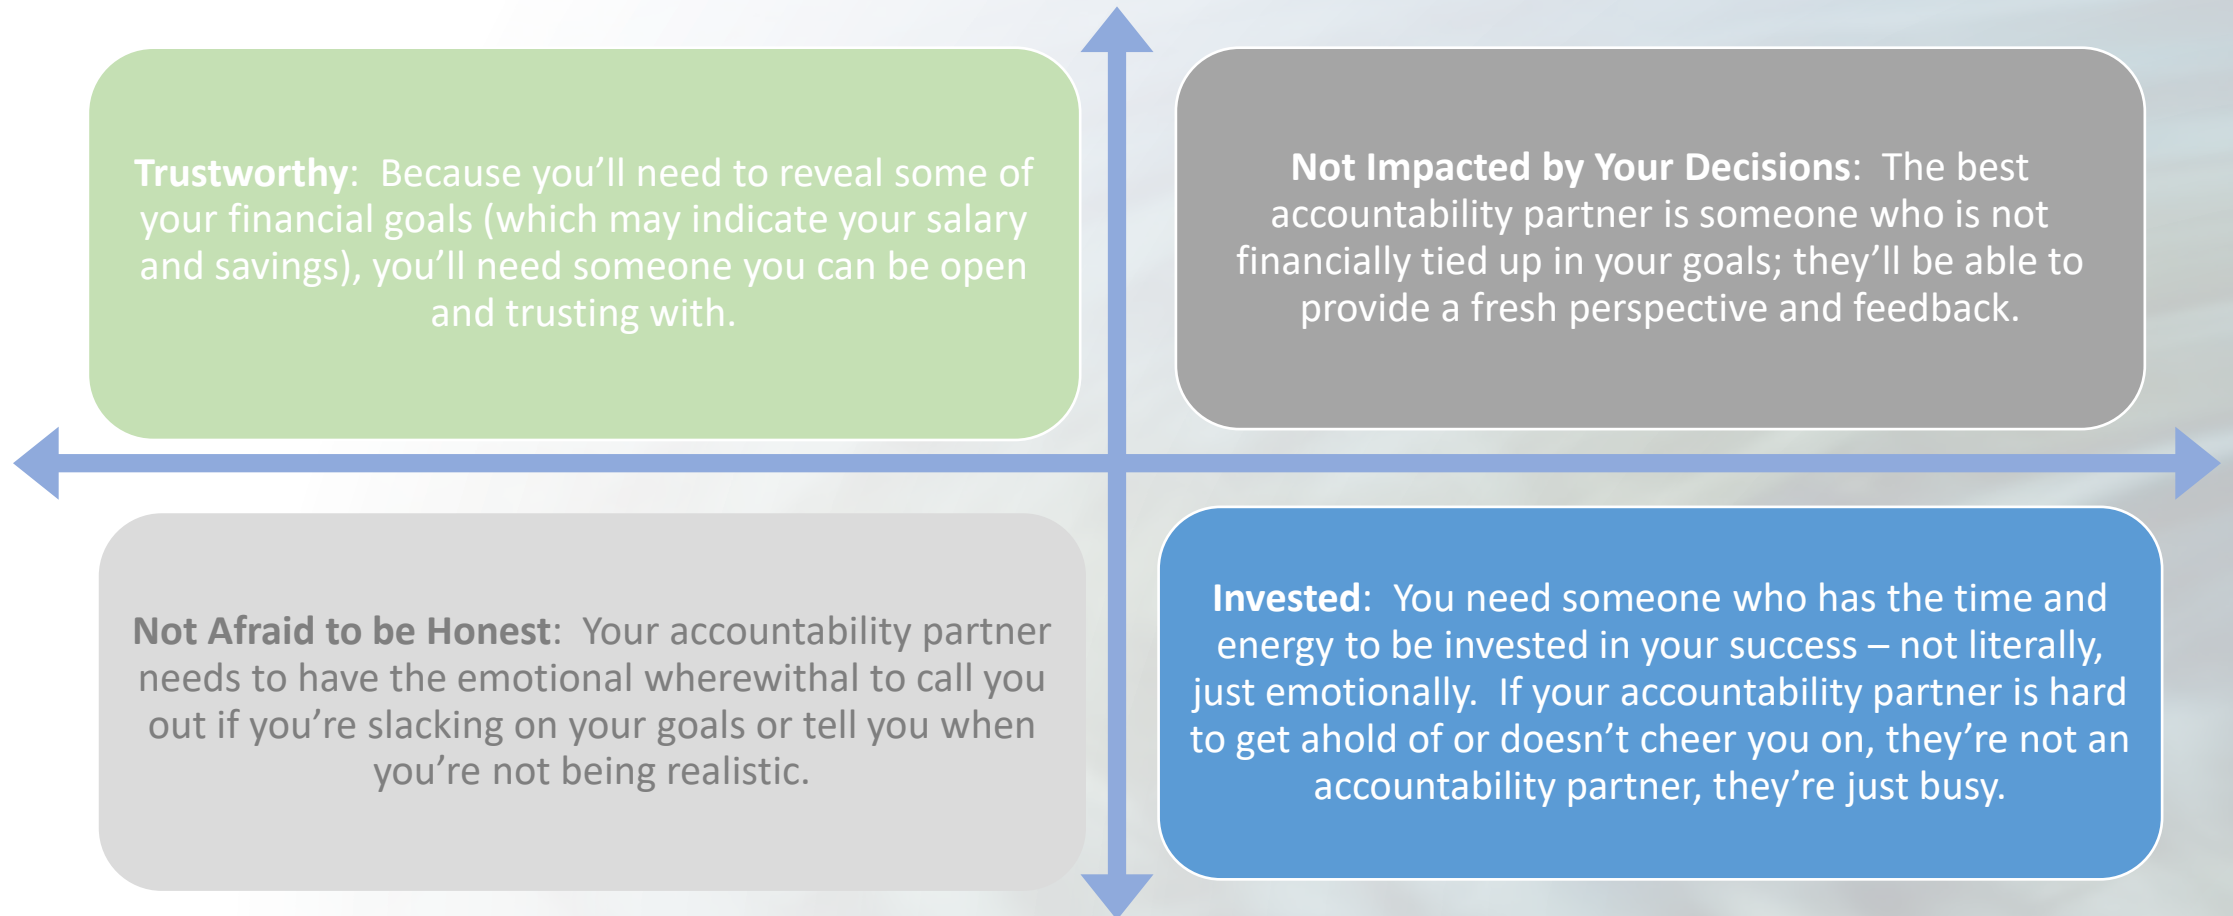 Trustworthy:  Because you’ll need to reveal some of
your financial goals (which may indicate your salary
and savings), you’ll need someone you can be open
and trusting with.
Not Impacted by Your Decisions:  The best
accountability partner is someone who is not
financially tied up in your goals; they’ll be able to
provide a fresh perspective and feedback.
Not Afraid to be Honest:  Your accountability partner
needs to have the emotional wherewithal to call you
out if you’re slacking on your goals or tell you when
you’re not being realistic.
Invested:  You need someone who has the time and
energy to be invested in your success – not literally,
just emotionally.  If your accountability partner is hard
to get ahold of or doesn’t cheer you on, they’re not an
accountability partner, they’re just busy.